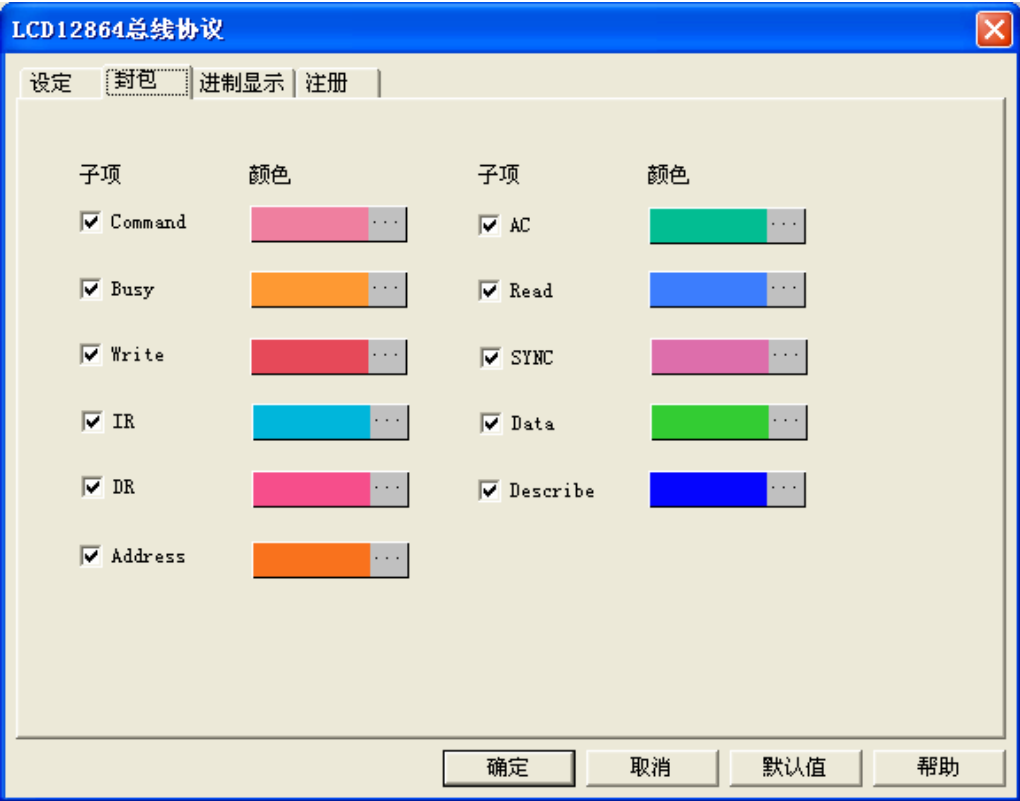 LCD12864总线协议
设定 封包 进制显示 注册
子项 颜色 子项 颜色
Command ... AC ...
Busy ... Read ...
Write ... SYNC ...
IR ... Data ...
DR ... Describe ...
Address ...
确定 取消 默认值 帮助